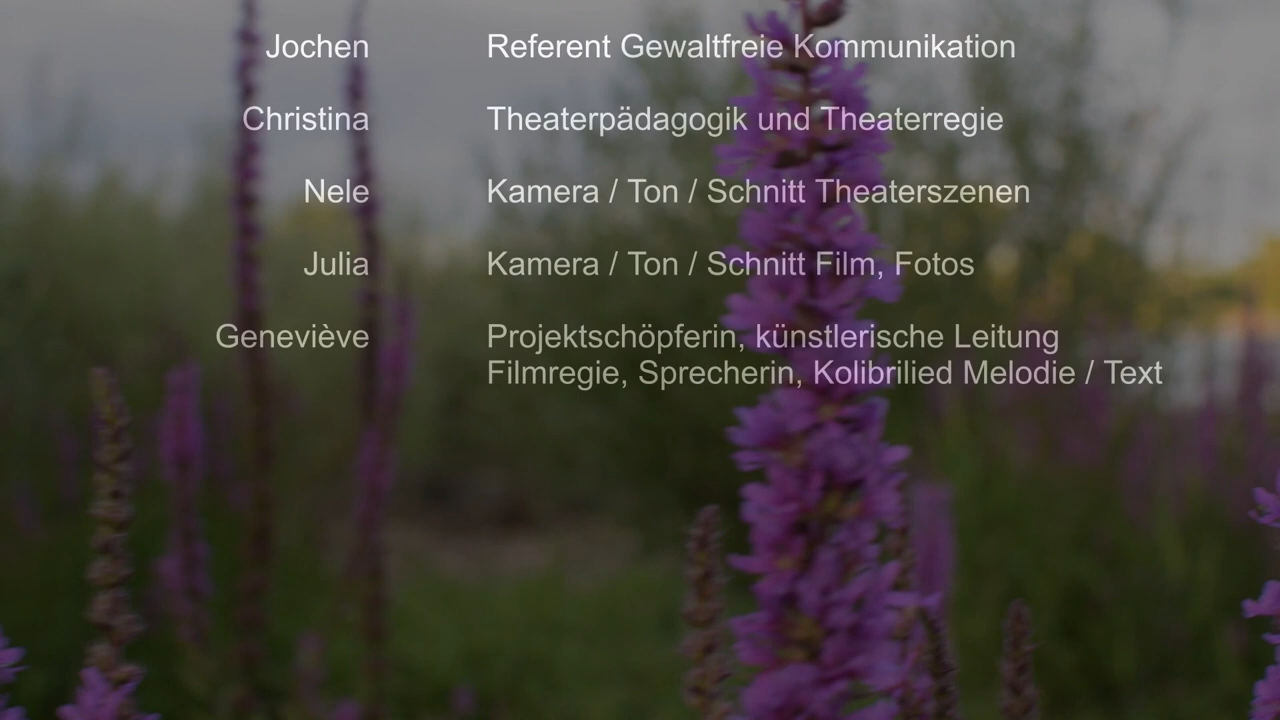 Jochen Referent Gewaltfreie Kommunikation
Christina Theaterpädagogik und Theaterregie
Nele Kamera / Ton / Schnitt Theaterszenen
Julia Kamera / Ton / Schnitt Film, Fotos
Geneviève Projektschöpferin, künstlerische Leitung
Filmregie, Sprecherin, Kolibrilied Melodie / Text